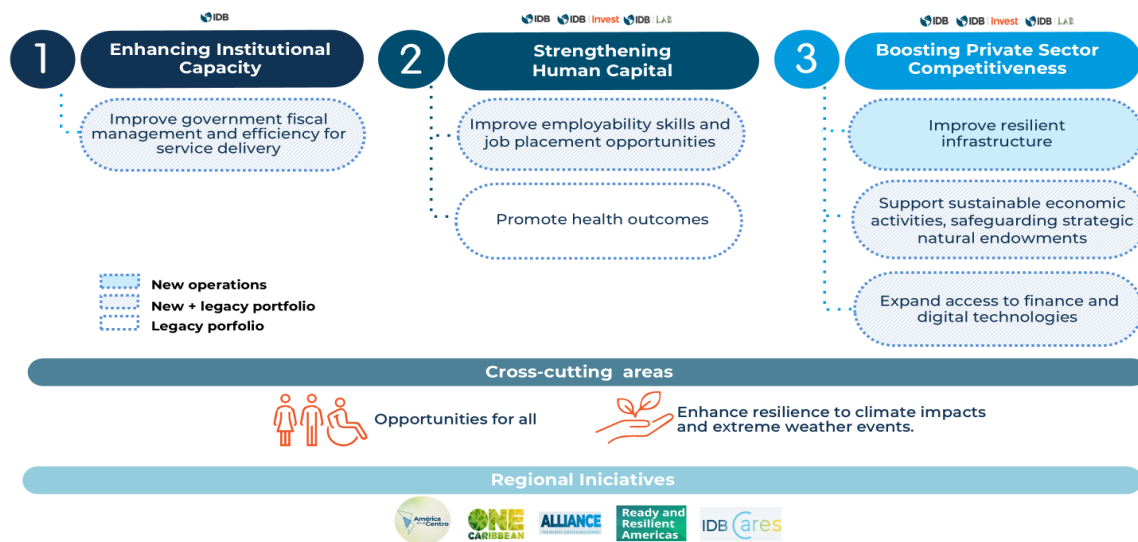 IDB
IDB IDB Invest IDB LAB
IDB IDB Invest IDB LAB
1
Enhancing Institutional
Capacity
2
Strengthening
Human Capital
3
Boosting Private Sector
Competitiveness
Improve government fiscal
management and efficiency for
service delivery
Improve employability skills and
job placement opportunities
Promote health outcomes
Improve resilient
infrastructure
Support sustainable economic
activities, safeguarding strategic
natural endowments
Expand access to finance and
digital technologies
New operations
New + legacy portfolio
Legacy porfolio
Cross-cutting areas
Opportunities for all
Enhance resilience to climate impacts
and extreme weather events.
Regional Iniciatives
América
en el Centro
ONE
CARIBBEAN
ALLIANCE
Ready and
Resilient
Americas
IDB Cares